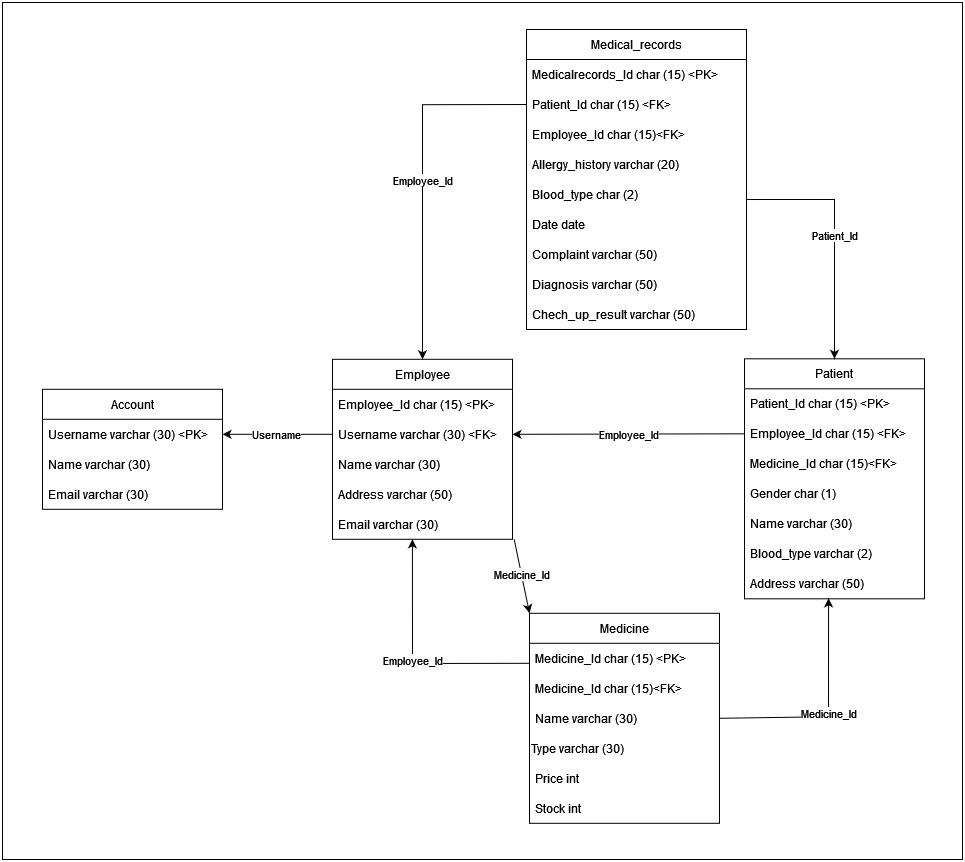 Medical_records
Medicalrecords_Id char (15) <PK>
Patient_Id char (15) <FK>
Employee_Id char (15)<FK>
Allergy_history varchar (20)
Blood_type char (2)
Date date
Complaint varchar (50)
Diagnosis varchar (50)
Chech_up_result varchar (50)
Employee_Id
Patient_Id
Account
Username varchar (30) <PK>
Name varchar (30)
Email varchar (30)
Username
Employee
Employee_Id char (15) <PK>
Username varchar (30) <FK>
Name varchar (30)
Address varchar (50)
Email varchar (30)
Employee_Id
Patient
Patient_Id char (15) <PK>
Employee_Id char (15) <FK>
Medicine_Id char (15)<FK>
Gender char (1)
Name varchar (30)
Blood_type varchar (2)
Address varchar (50)
Medicine_Id
Employee_Id
Medicine
Medicine_Id char (15) <PK>
Medicine_Id char (15)<FK>
Name varchar (30)
Type varchar (30)
Price int
Stock int
Medicine_Id